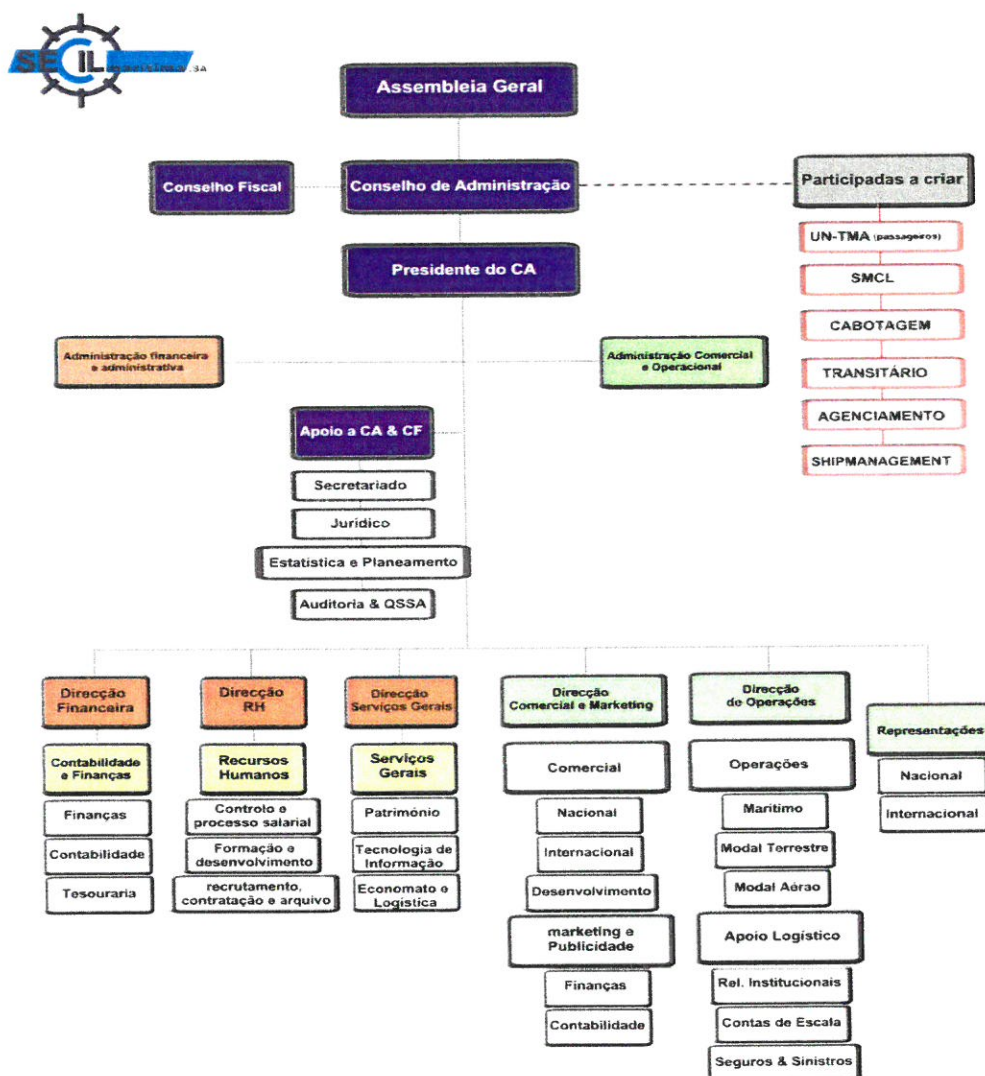 SECIL
Assembleia Geral
Conselho Fiscal
Conselho de Administração
Participadas a criar
UN-TMA (passageiros)
Presidente do CA
SMCL
CABOTAGEM
Administração financeira
e administrativa
Administração Comercial
e Operacional
TRANSITÁRIO
AGENCIAMENTO
Apoio a CA & CF
SHIPMANAGEMENT
Secretariado
Jurídico
Estatistica e Planeamento
Auditoria & QSSA
Direcção
Financeira
Contabilidade
e Finanças
Finanças
Contabilidade
Tesouraria
Direcção
RH
Recursos
Humanos
Controlo e
processo salarial
Formação e
desenvolvimento
recrutamento,
contratação e arquivo
Direcção
Serviços Gerais
Serviços
Gerais
Património
Tecnologia de
Informação
Economato e
Logística
Direcção
Comercial e Marketing
Comercial
Nacional
Internacional
Desenvolvimento
marketing e
Publicidade
Finanças
Contabilidade
Direcção
de Operações
Operações
Marítimo
Modal Terrestre
Modal Aérao
Apoio Logístico
Rel. Institucionais
Contas de Escala
Seguros & Sinistros
Representações
Nacional
Internacional